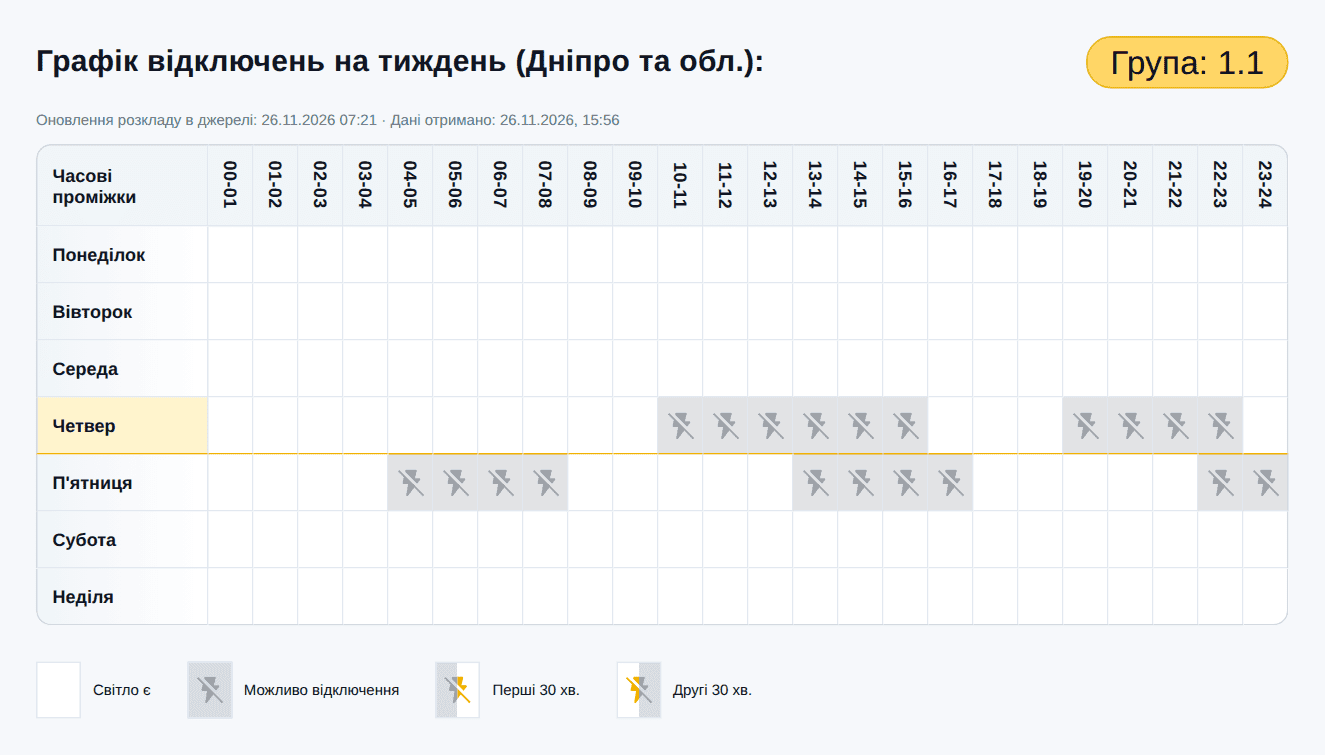 Графік відключень на тиждень (Дніпро та обл.):
Група: 1.1
Оновлення розкладу в джерелі: 26.11.2026 07:21 · Дані отримано: 26.11.2026, 15:56
Часові
проміжки
00-01
01-02
02-03
03-04
04-05
05-06
06-07
07-08
08-09
09-10
10-11
11-12
12-13
13-14
14-15
15-16
16-17
17-18
18-19
19-20
20-21
21-22
22-23
23-24
Понеділок
Вівторок
Середа
Четвер
П'ятниця
Субота
Неділя
Світло є
Можливо відключення
Перші 30 хв.
Другі 30 хв.